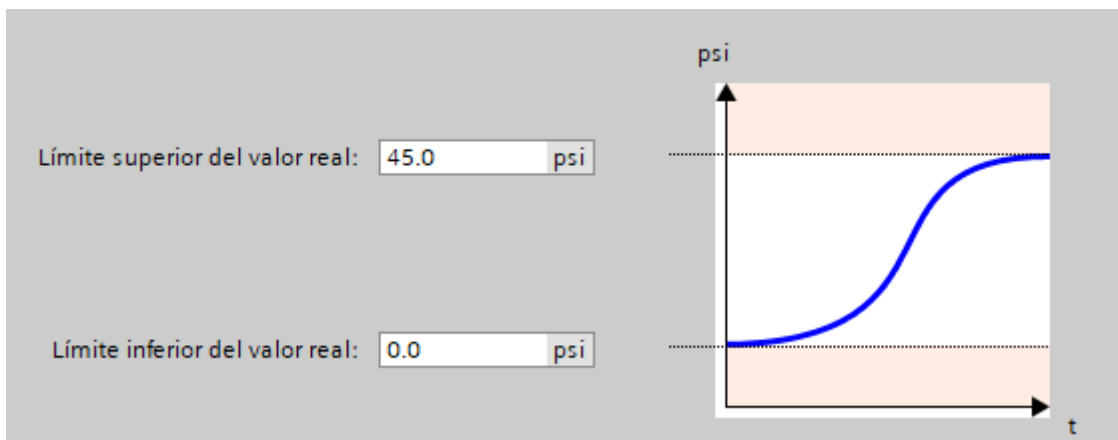 psi
Límite superior del valor real: 45.0 psi
Límite inferior del valor real: 0.0 psi
t